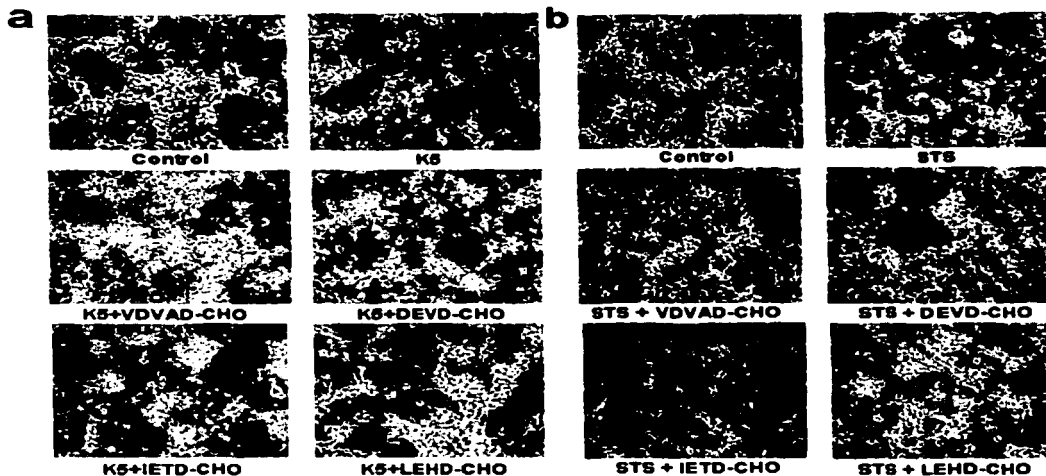 a
b
Control
K5
Control
STS
K5+VDVAD-CHO
K5+DEVD-CHO
STS + VDVAD-CHO
STS + DEVD-CHO
K5+IETD-CHO
K5+LEHD-CHO
STS + IETD-CHO
STS + LEHD-CHO